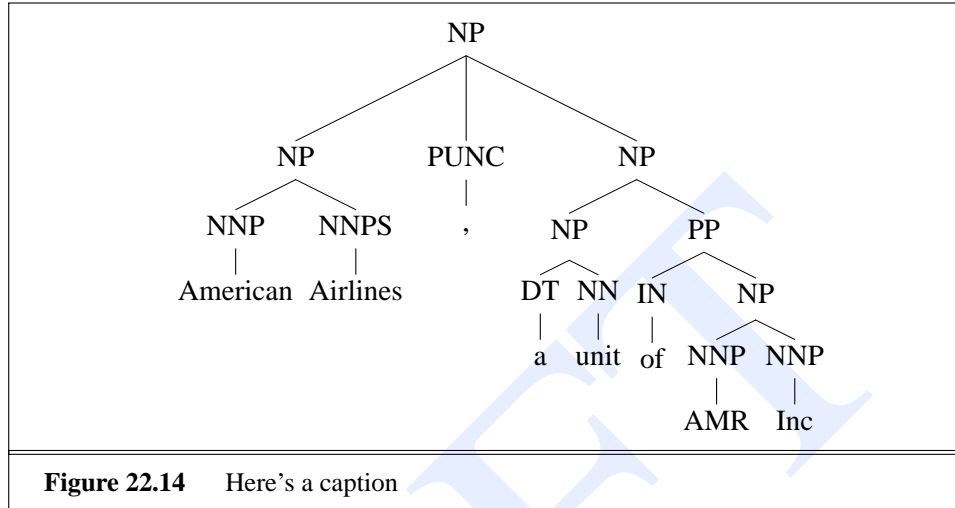 NP
NP PUNC NP
NNP NNPS , NP PP
American Airlines DT NN IN NP
a unit of NNP NNP
AMR Inc
Figure 22.14 Here's a caption